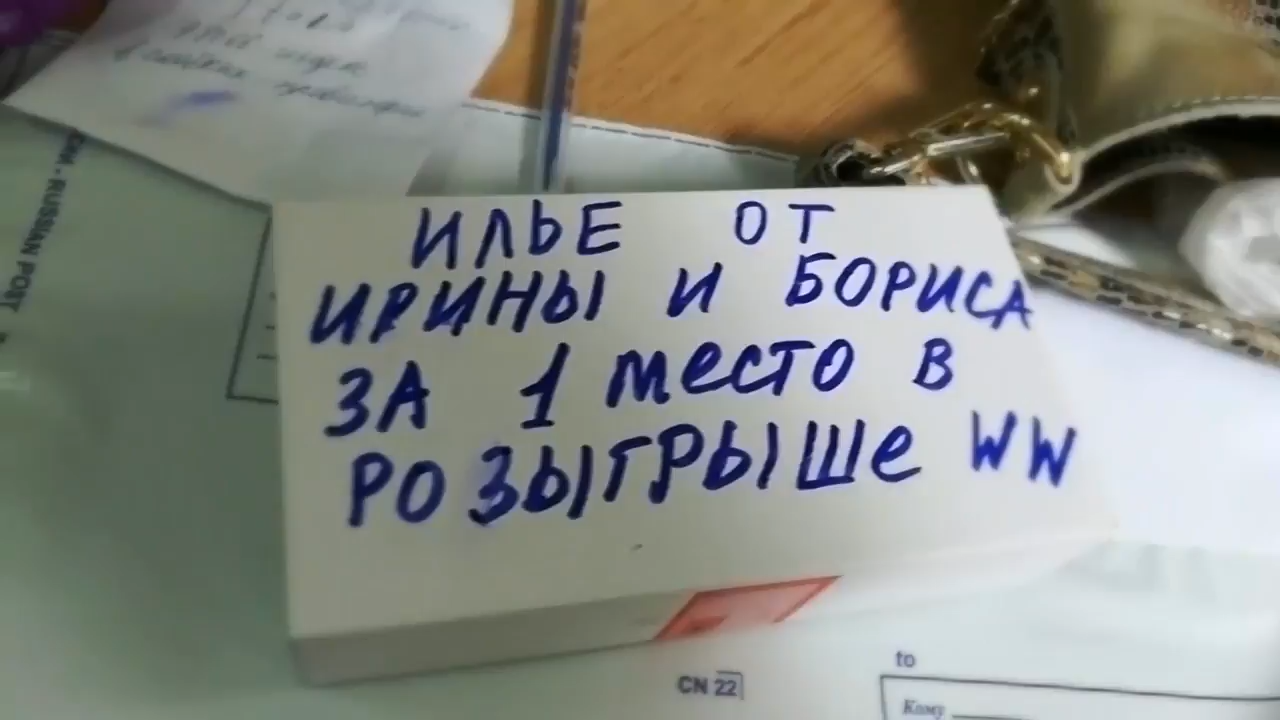 RUSSIAN POST
ИЛЬЕ ОТ
ИРИНЫ И БОРИСА
ЗА 1 место в
РОЗЫГРЫШе WW
CN 22
to
Кому